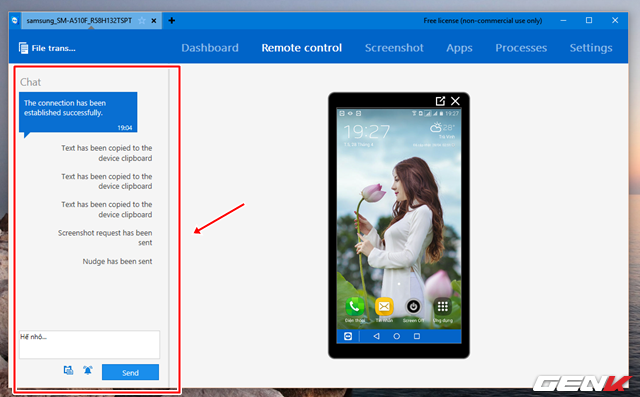 samsung_SM-A510F_R58H132TSPT
Free license (non-commercial use only)
File trans...
Dashboard
Remote control
Screenshot
Apps
Processes
Settings
Chat
The connection has been
established successfully.
19:04
Text has been copied to the
device clipboard
Text has been copied to the
device clipboard
Text has been copied to the
device clipboard
Screenshot request has been
sent
Nudge has been sent
Hế nhô...
Send
19:27
19:27
28°
Điện thoại
Tin nhắn
Screen Off
Ứng dụng
GENK